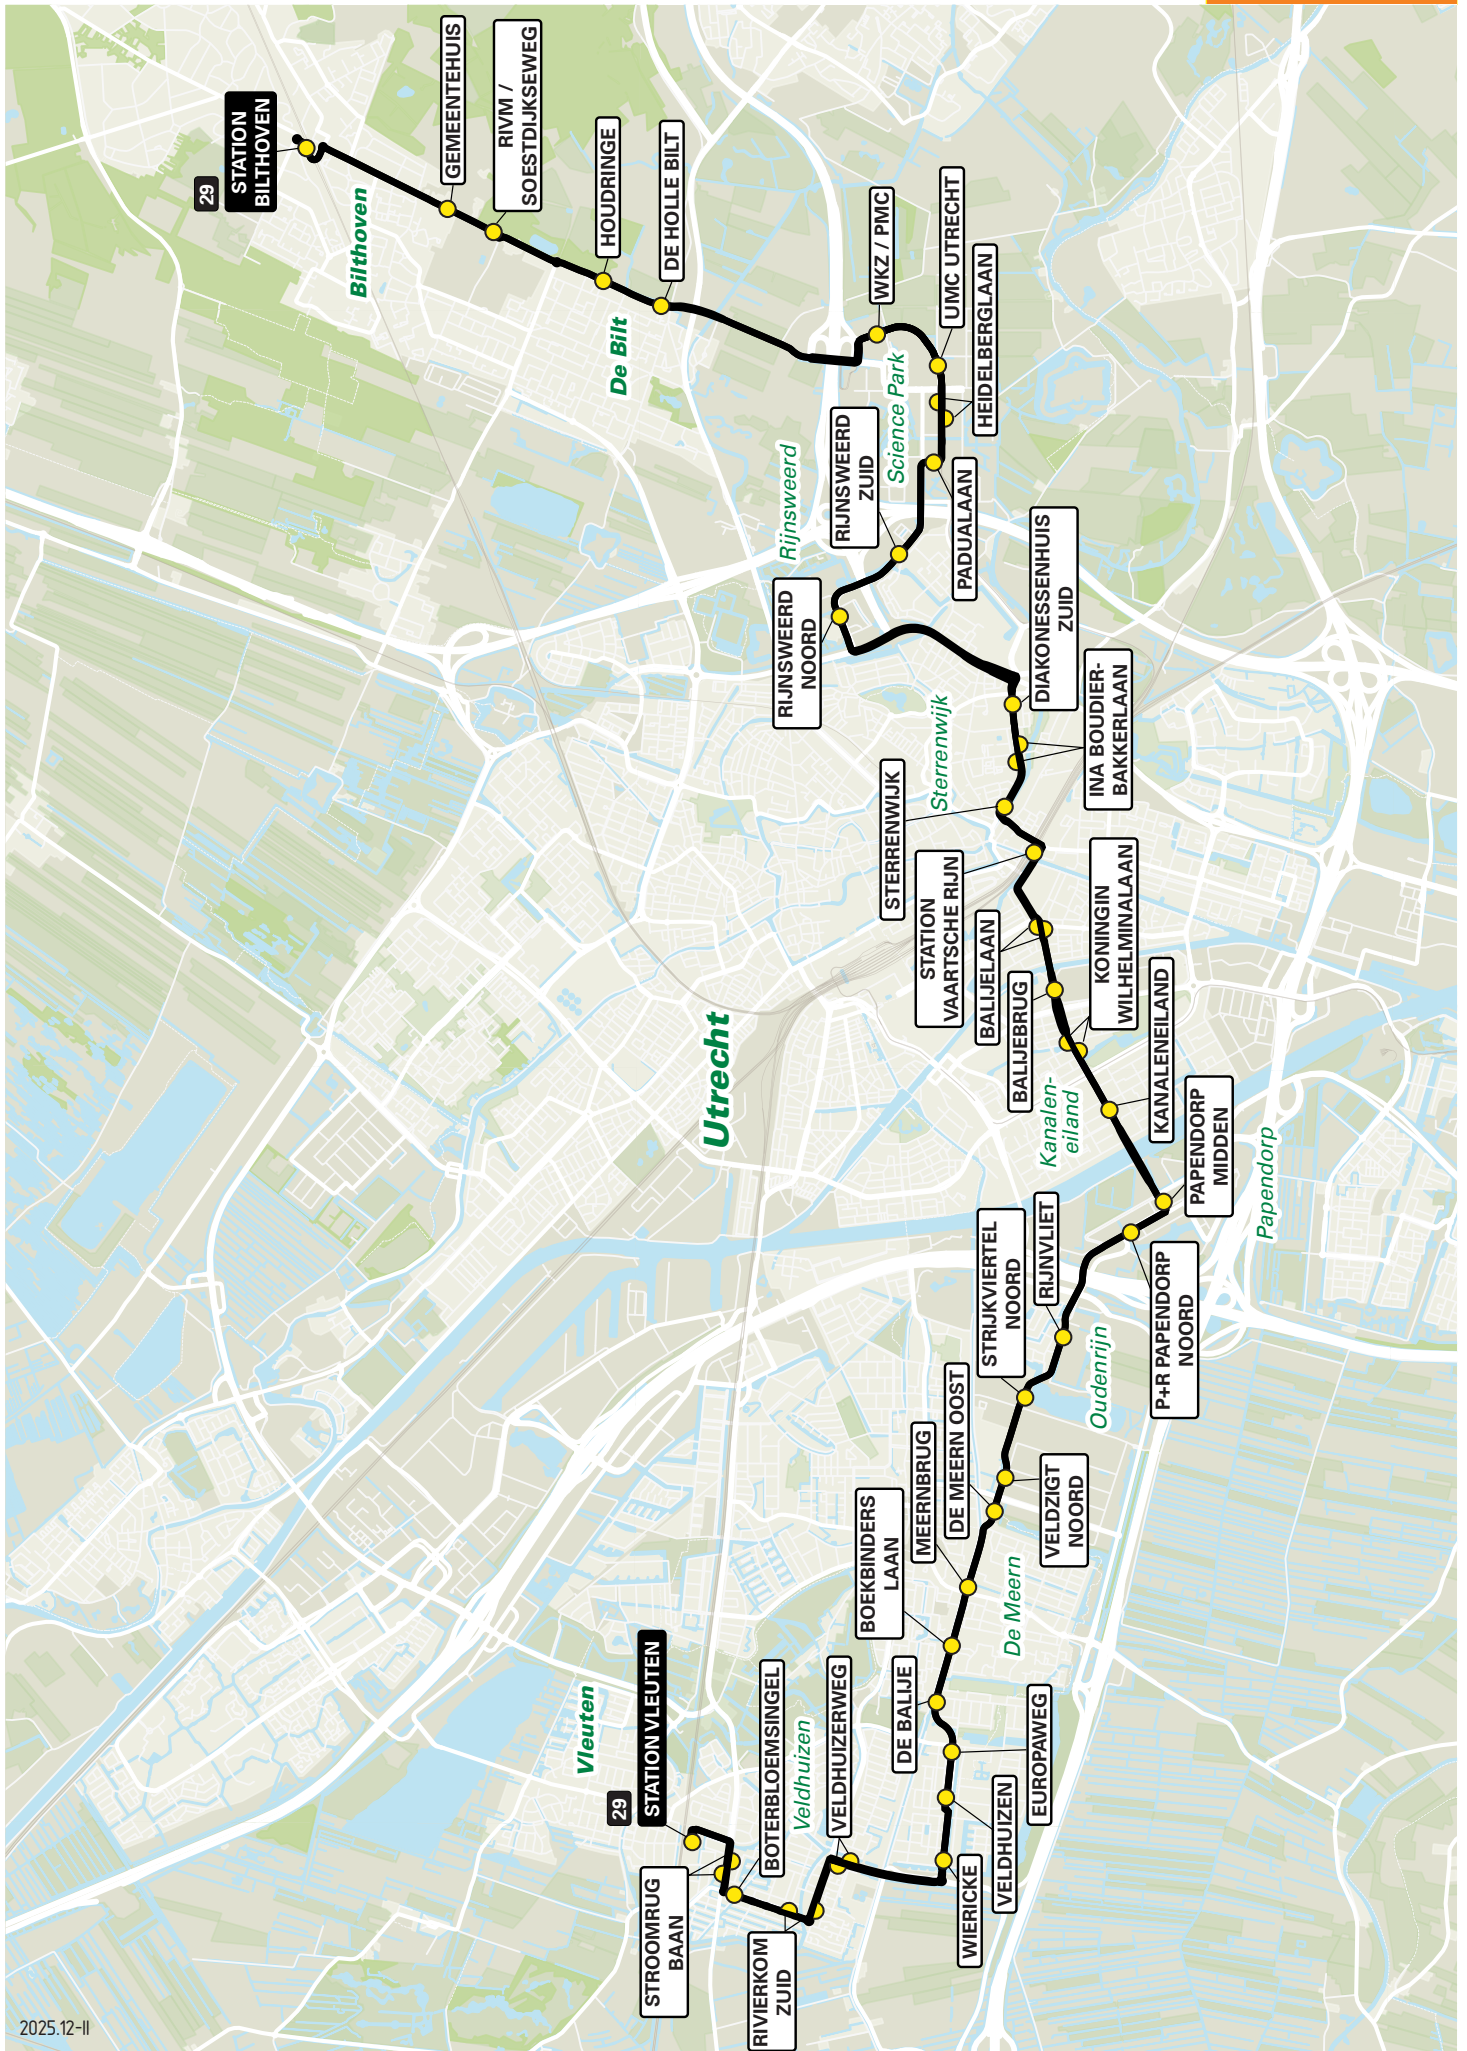 29
STATION
BILTHOVEN
Bilthoven
GEMEENTEHUIS
RIVM /
SOESTDIJKSEWEG
HOUDRINGE
DE HOLLE BILT
De Bilt
WKZ / PMC
UMC UTRECHT
HEIDELBERGLAAN
Science Park
PADUALAAN
RIJNSWEERD
ZUID
Rijnsweerd
RIJNSWEERD
NOORD
DIAKONESSENHUIS
ZUID
INA BOUDIER-
BAKKERLAAN
Sterrenwijk
STERRENWIJK
STATION
VAARTSCHE RIJN
BALIJELAAN
BALIJEBRUG
KONINGIN
WILHELMINALAAN
Utrecht
Kanalen-
eiland
KANALENEILAND
PAPENDORP
MIDDEN
Papendorp
P+R PAPENDORP
NOORD
RIJNVLIET
STRIJKVIERTEL
NOORD
Oudenrijn
VELDZIGT
NOORD
DE MEERN OOST
MEERNBRUG
De Meern
BOEKBINDERS
LAAN
DE BALIJE
EUROPAWEG
VELDHUIZEN
WIERICKE
VELDHUIZERWEG
Veldhuizen
RIVIERKOM
ZUID
BOTERBLOEMSINGEL
STROOMRUG
BAAN
Vleuten
29
STATION VLEUTEN
2025.12-II